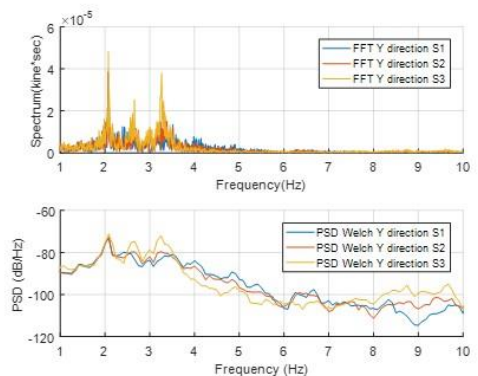 ×10⁻⁵
6
4
2
0
Spectrum(kine*sec)
FFT Y direction S1
FFT Y direction S2
FFT Y direction S3
1 2 3 4 5 6 7 8 9 10
Frequency(Hz)
-60
-80
-100
-120
PSD (dB/Hz)
PSD Welch Y direction S1
PSD Welch Y direction S2
PSD Welch Y direction S3
1 2 3 4 5 6 7 8 9 10
Frequency (Hz)